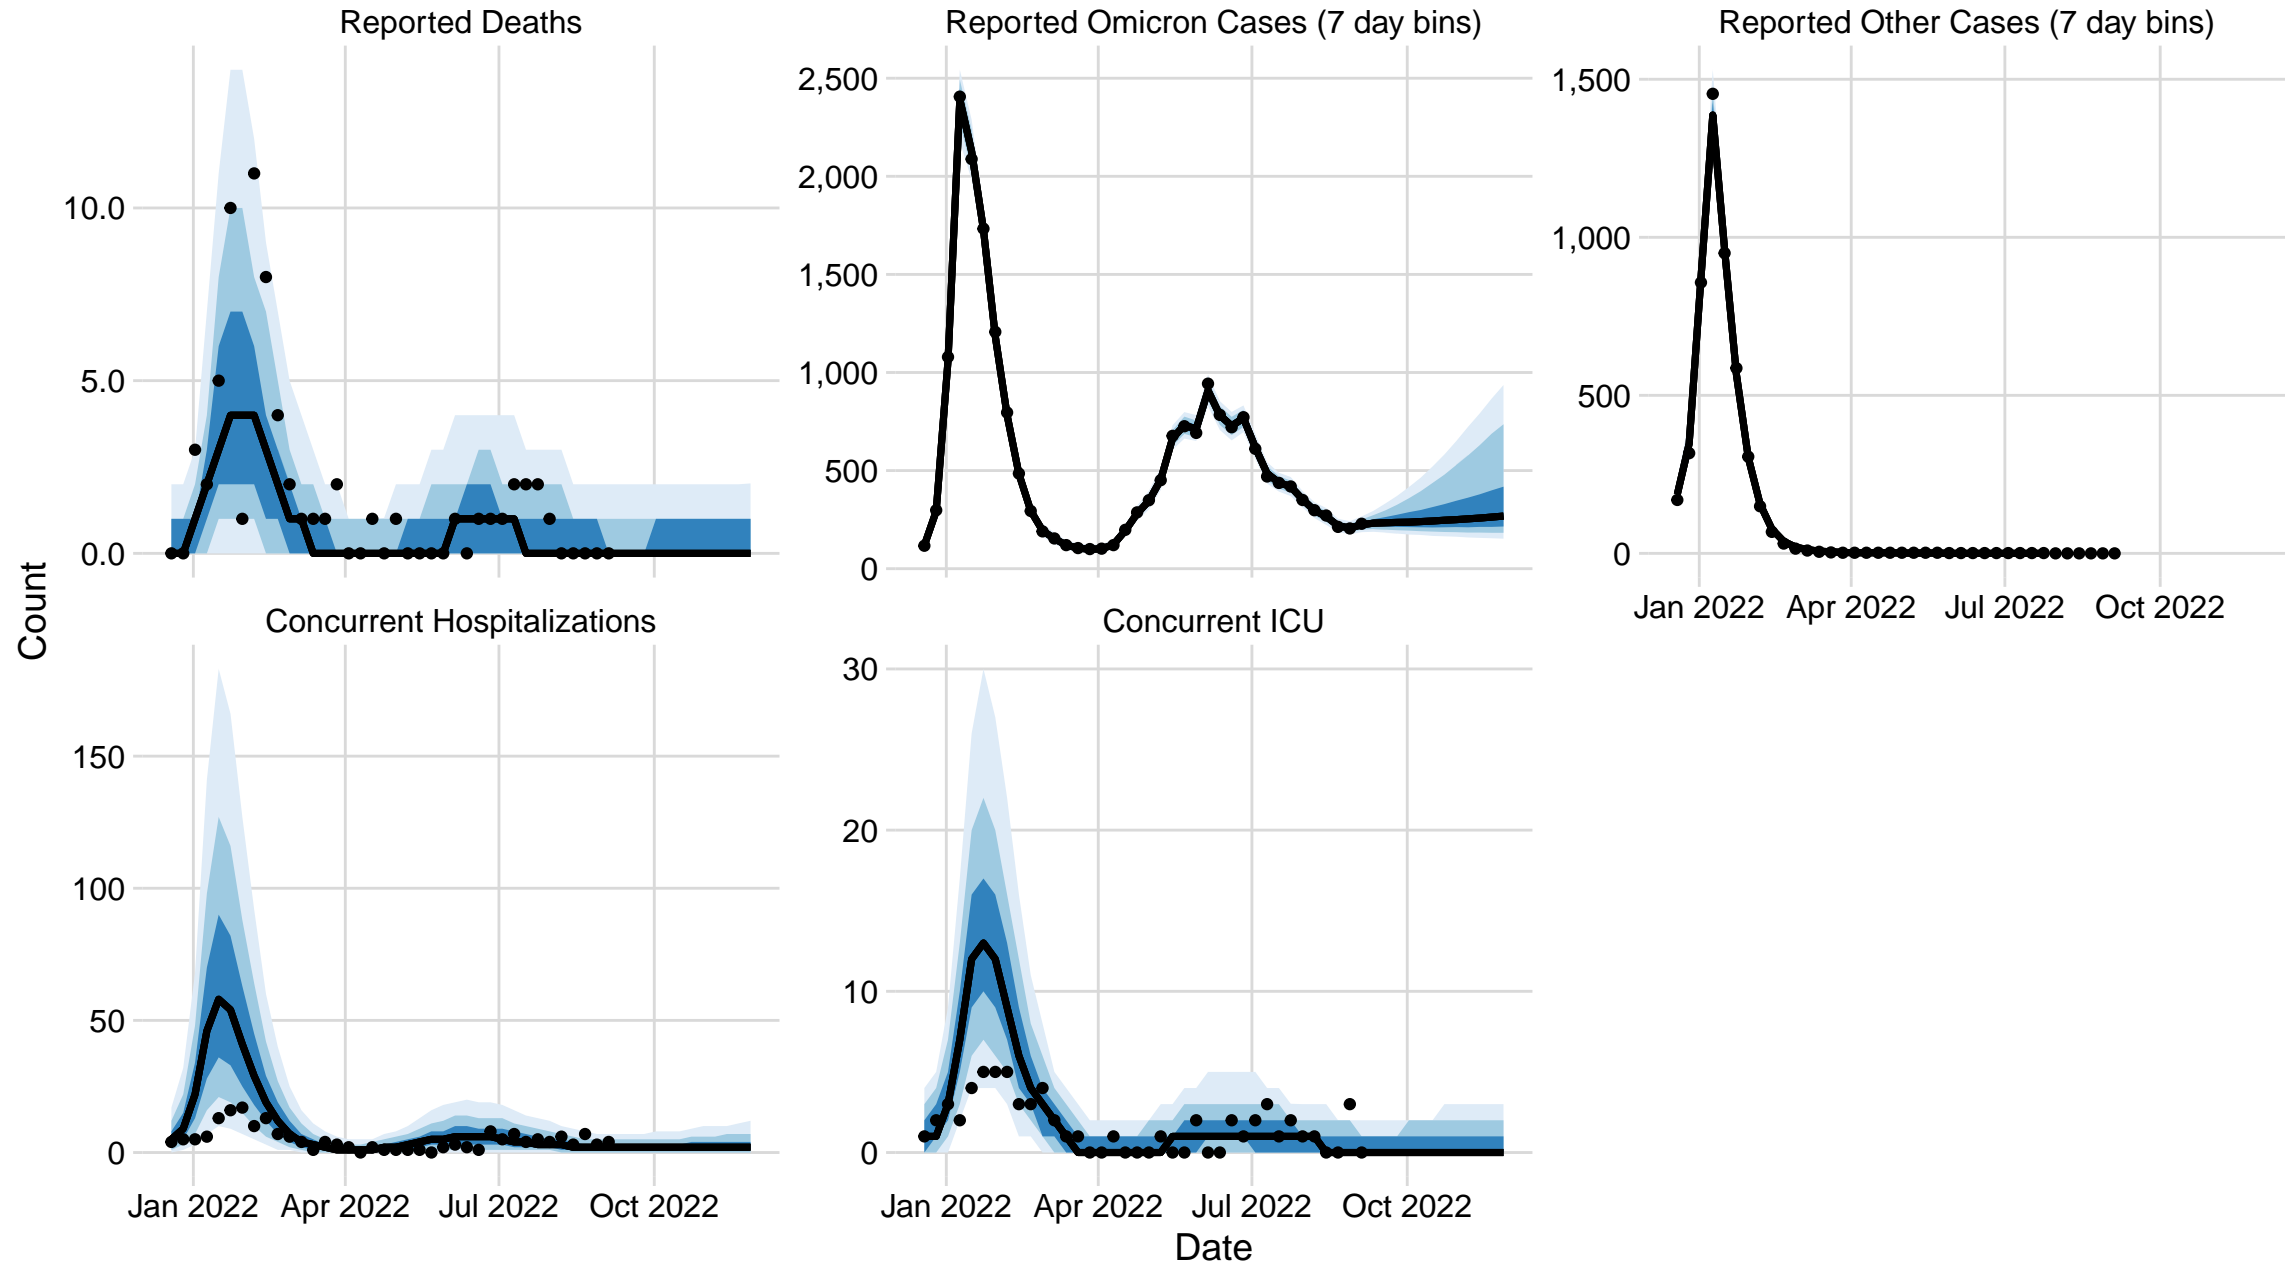 Reported Deaths
Reported Omicron Cases (7 day bins)
Reported Other Cases (7 day bins)
10.0
5.0
0.0
2,500
2,000
1,500
1,000
500
0
1,500
1,000
500
0
Jan 2022 Apr 2022 Jul 2022 Oct 2022
Count
Concurrent Hospitalizations
Concurrent ICU
150
100
50
0
30
20
10
0
Jan 2022 Apr 2022 Jul 2022 Oct 2022
Jan 2022 Apr 2022 Jul 2022 Oct 2022
Date